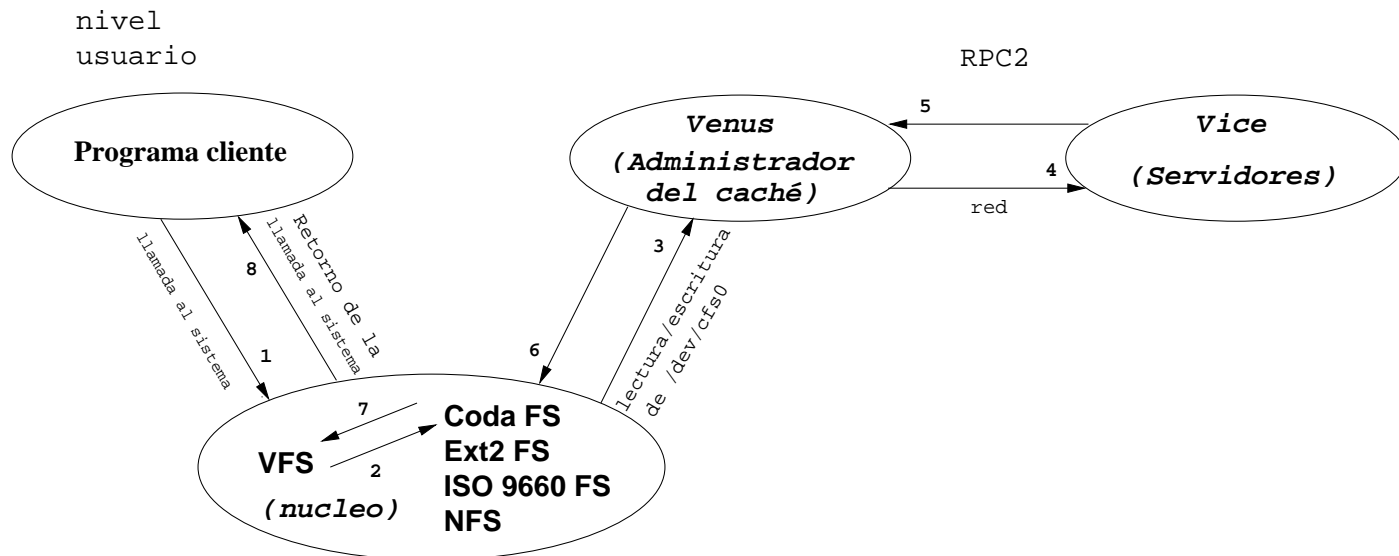 nivel
usuario
RPC2
Programa cliente
Venus
(Administrador
del caché)
Vice
(Servidores)
5
4
red
llamada al sistema
1
8
Retorno de la
llamada al sistema
3
6
lectura/escritura
de /dev/cfs0
7
2
VFS
(nucleo)
Coda FS
Ext2 FS
ISO 9660 FS
NFS